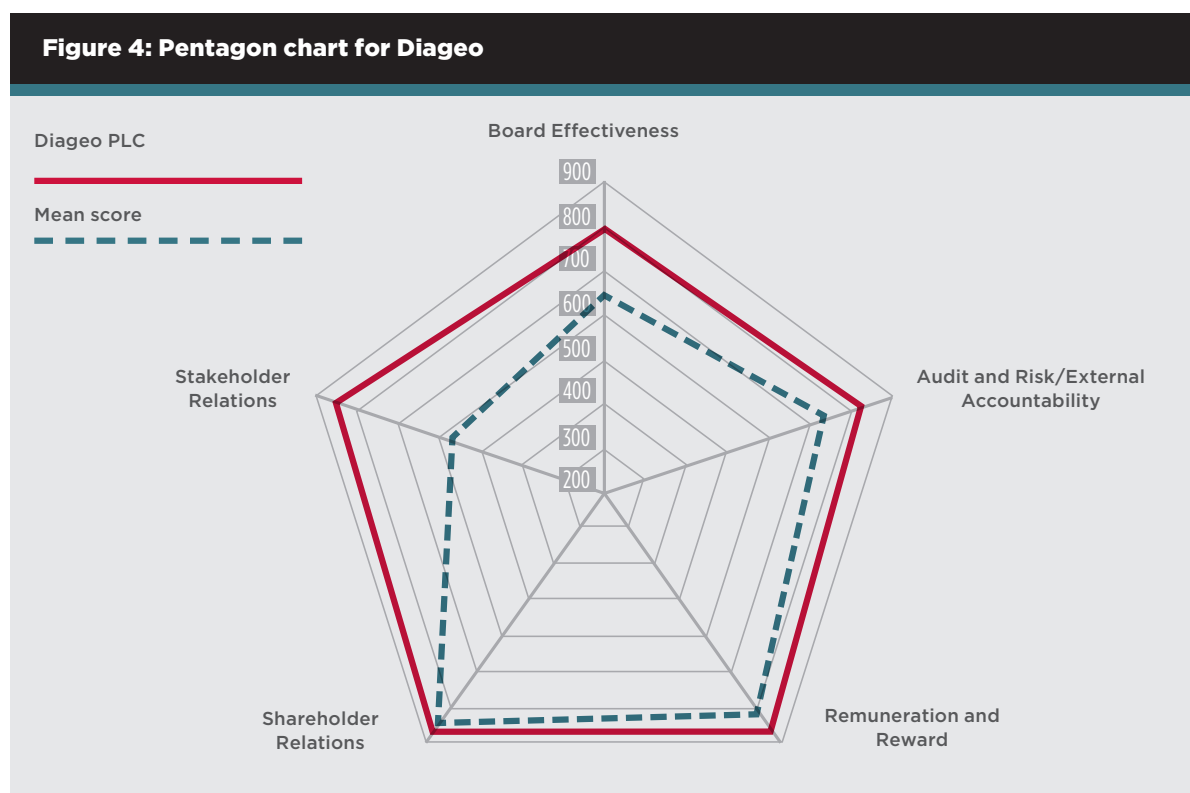 Figure 4: Pentagon chart for Diageo
Diageo PLC
Mean score
Board Effectiveness
900
800
700
600
500
400
300
200
Stakeholder
Relations
Audit and Risk/External
Accountability
Shareholder
Relations
Remuneration and
Reward